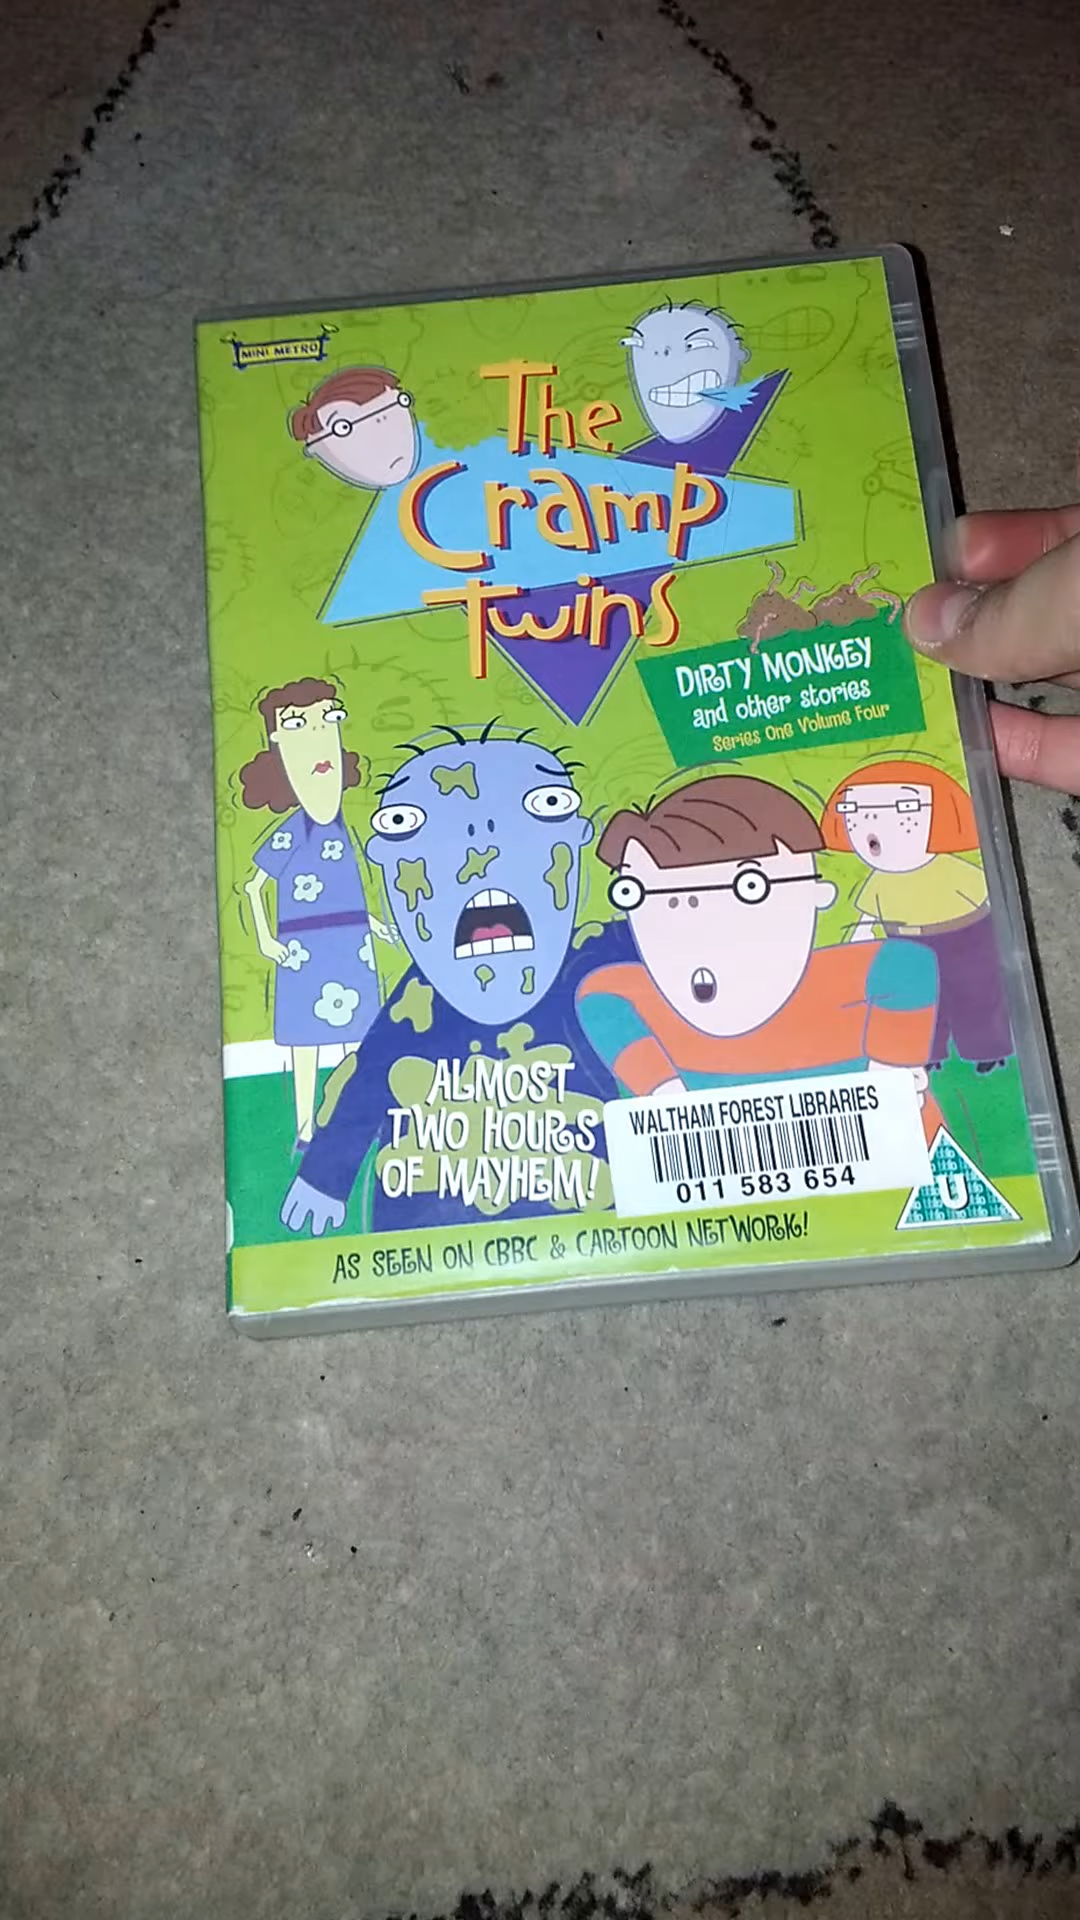 MINI METRO
The
Cramp
Twins
DIRTY MONKEY
and other stories
Series One Volume Four
ALMOST
TWO HOURS
OF MAYHEM!
WALTHAM FOREST LIBRARIES
011 583 654
U
AS SEEN ON CBBC & CARTOON NETWORK!